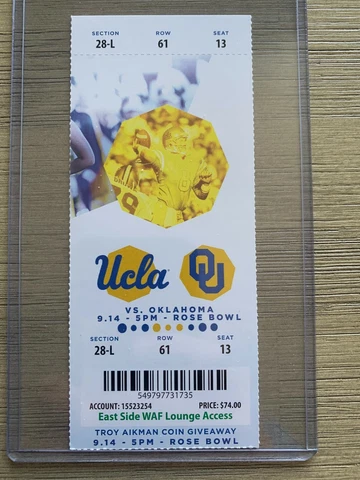 SECTION ROW SEAT
28-L 61 13
Ucla OU
VS. OKLAHOMA
9.14 - 5PM - ROSE BOWL
SECTION ROW SEAT
28-L 61 13
549797731735
ACCOUNT: 15523254 PRICE: $74.00
East Side WAF Lounge Access
TROY AIKMAN COIN GIVEAWAY
9.14 - 5PM - ROSE BOWL